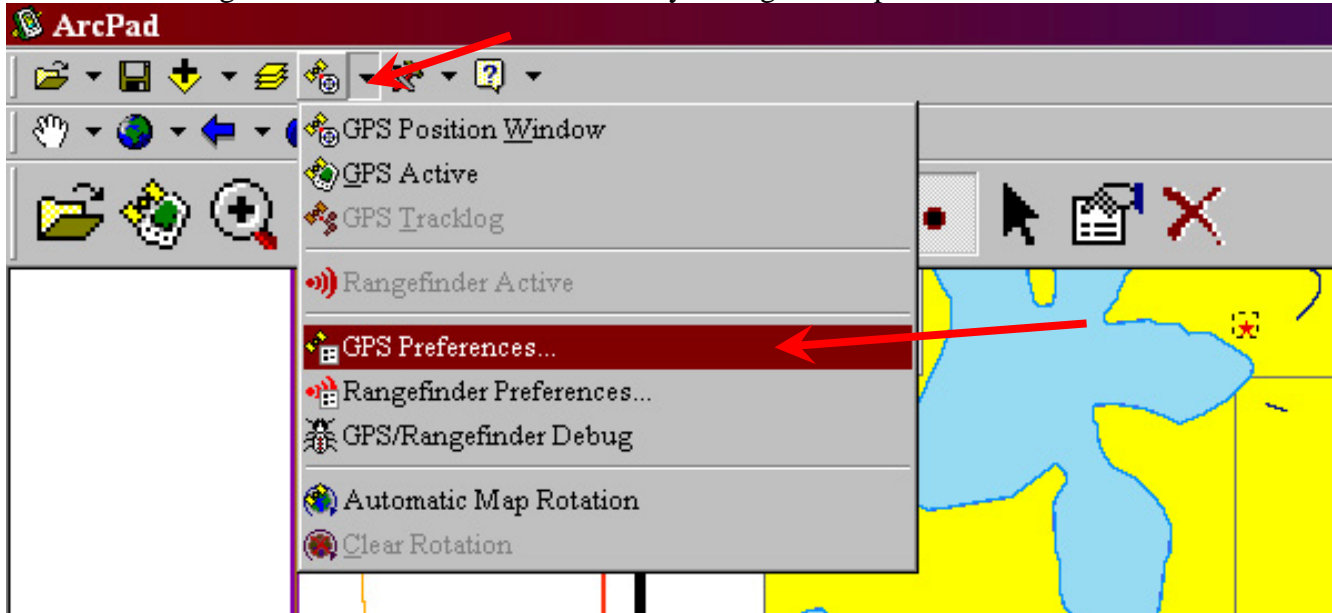 ArcPad
GPS Position Window
GPS Active
GPS Tracklog
Rangefinder Active
GPS Preferences...
Rangefinder Preferences...
GPS/Rangefinder Debug
Automatic Map Rotation
Clear Rotation